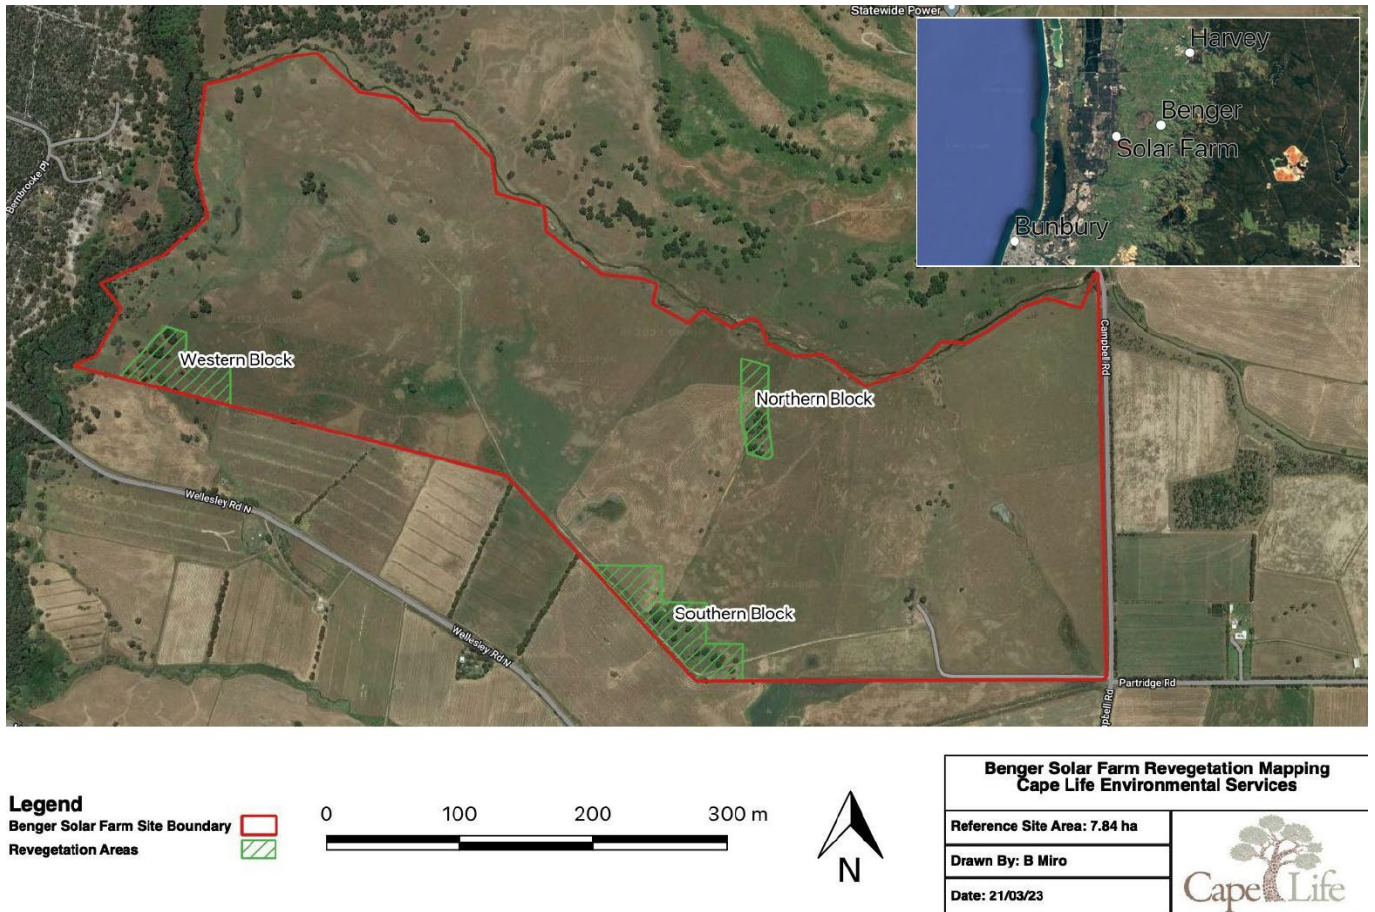 Statewide Power
Harvey
Benger
Solar Farm
Bunbury
Bernbrooke Pl
Campbell Rd
Western Block
Northern Block
Wellesley Rd N
Southern Block
Wellesley Rd N
Partridge Rd
pbell Rd
Legend
Benger Solar Farm Site Boundary
Revegetation Areas
0 100 200 300 m
N
Benger Solar Farm Revegetation Mapping
Cape Life Environmental Services
Reference Site Area: 7.84 ha
Drawn By: B Miro
Date: 21/03/23
Cape Life